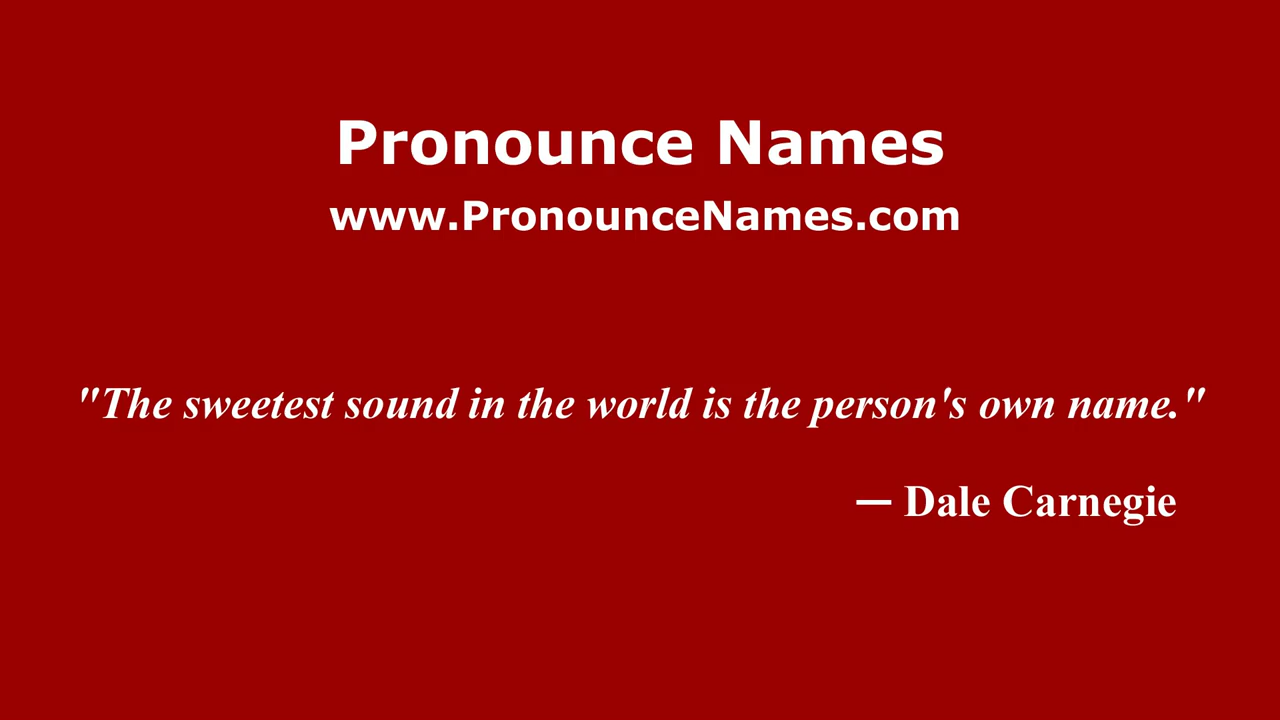 Pronounce Names
www.PronounceNames.com
"The sweetest sound in the world is the person's own name."
— Dale Carnegie